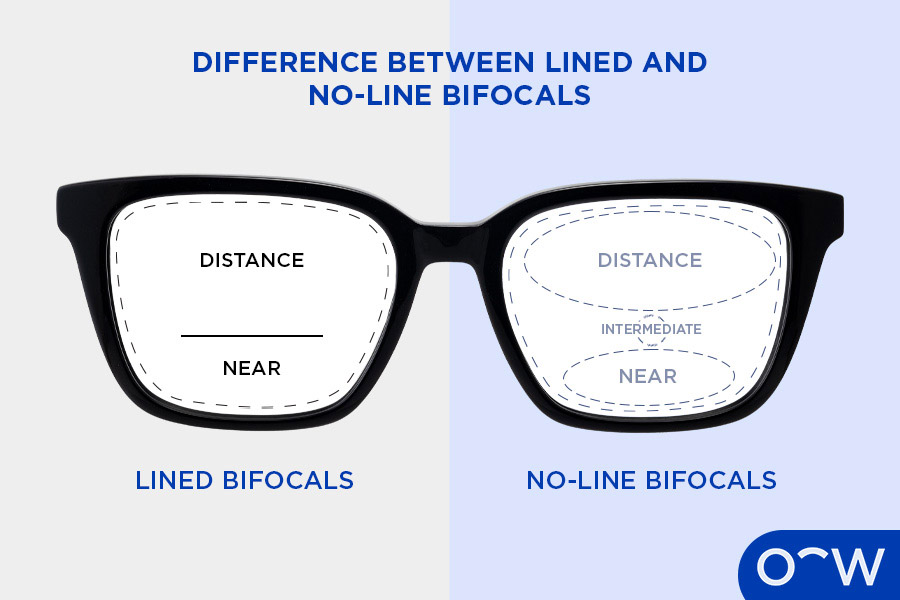 DIFFERENCE BETWEEN LINED AND
NO-LINE BIFOCALS
DISTANCE
NEAR
DISTANCE
INTERMEDIATE
NEAR
LINED BIFOCALS
NO-LINE BIFOCALS
OW